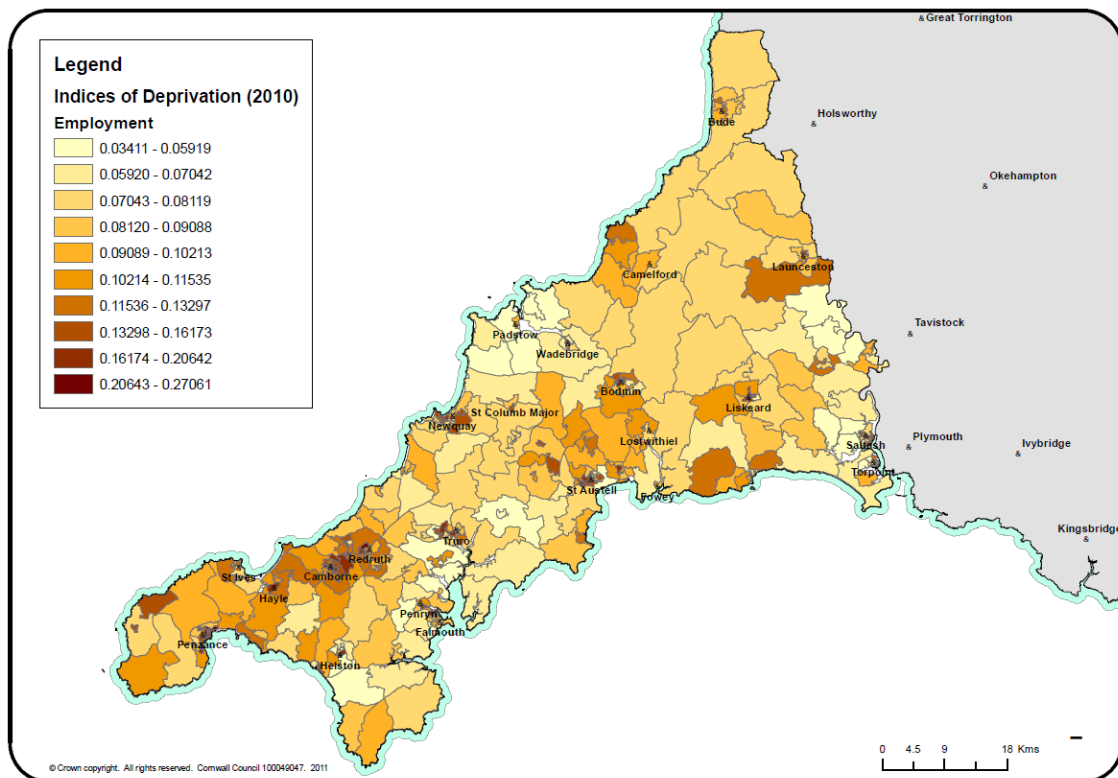 Great Torrington
Legend
Indices of Deprivation (2010)
Employment
0.03411 - 0.05919
0.05920 - 0.07042
0.07043 - 0.08119
0.08120 - 0.09088
0.09089 - 0.10213
0.10214 - 0.11535
0.11536 - 0.13297
0.13298 - 0.16173
0.16174 - 0.20642
0.20643 - 0.27061
Bude
Holsworthy
Okehampton
Launceston
Camelford
Tavistock
Padstow
Wadebridge
Bodmin
Liskeard
St Columb Major
Newquay
Lostwithiel
Saltash
Plymouth
Ivybridge
Torpoint
St Austell
Fowey
Kingsbridge
Truro
Redruth
Camborne
St Ives
Hayle
Penryn
Falmouth
Penzance
Helston
0 4.5 9 18 Kms
© Crown copyright. All rights reserved. Cornwall Council 100049047. 2011